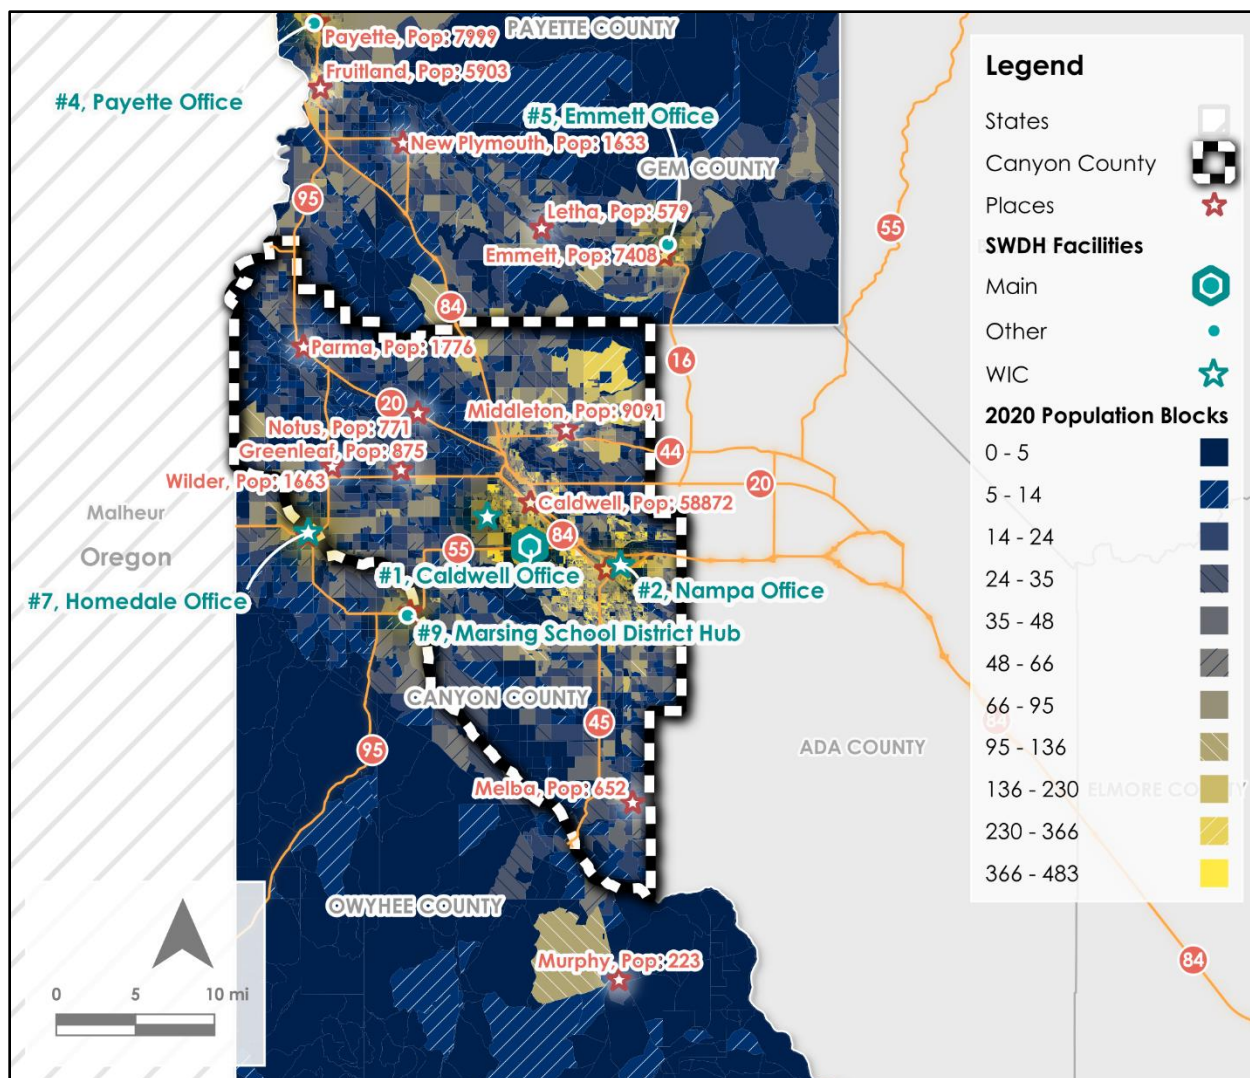 PAYETTE COUNTY
Payette, Pop: 7999
Fruitland, Pop: 5903
#4, Payette Office
#5, Emmett Office
New Plymouth, Pop: 1633
GEM COUNTY
95
Letha, Pop: 579
55
Emmett, Pop: 7408
84
Parma, Pop: 1776
16
20
Middleton, Pop: 9091
Notus, Pop: 771
Greenleaf, Pop: 875
44
Wilder, Pop: 1663
20
Caldwell, Pop: 58872
Malheur
Oregon
84
55
#1, Caldwell Office
#2, Nampa Office
#7, Homedale Office
#9, Marsing School District Hub
CANYON COUNTY
45
95
84
ADA COUNTY
ELMORE COUNTY
Melba, Pop: 652
OWYHEE COUNTY
Murphy, Pop: 223
84
0 5 10 mi
Legend
States
Canyon County
Places
SWDH Facilities
Main
Other
WIC
2020 Population Blocks
0 - 5
5 - 14
14 - 24
24 - 35
35 - 48
48 - 66
66 - 95
95 - 136
136 - 230
230 - 366
366 - 483